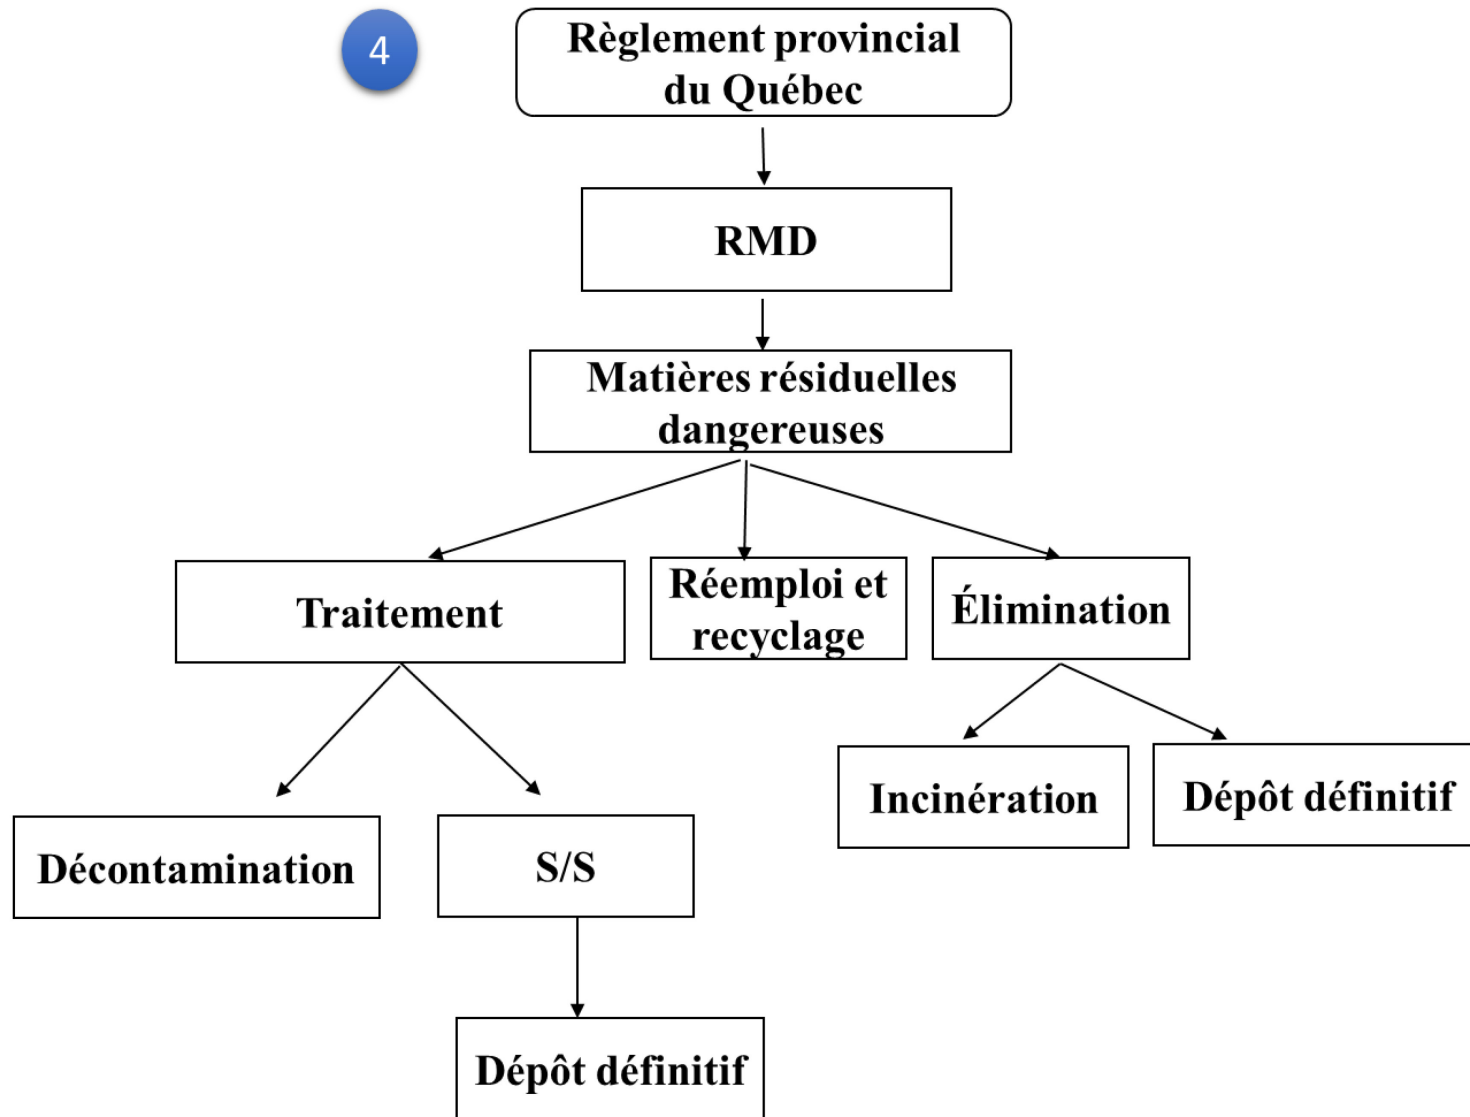 4
Règlement provincial
du Québec
RMD
Matières résiduelles
dangereuses
Traitement
Réemploi et
recyclage
Élimination
Incinération
Dépôt définitif
Décontamination
S/S
Dépôt définitif